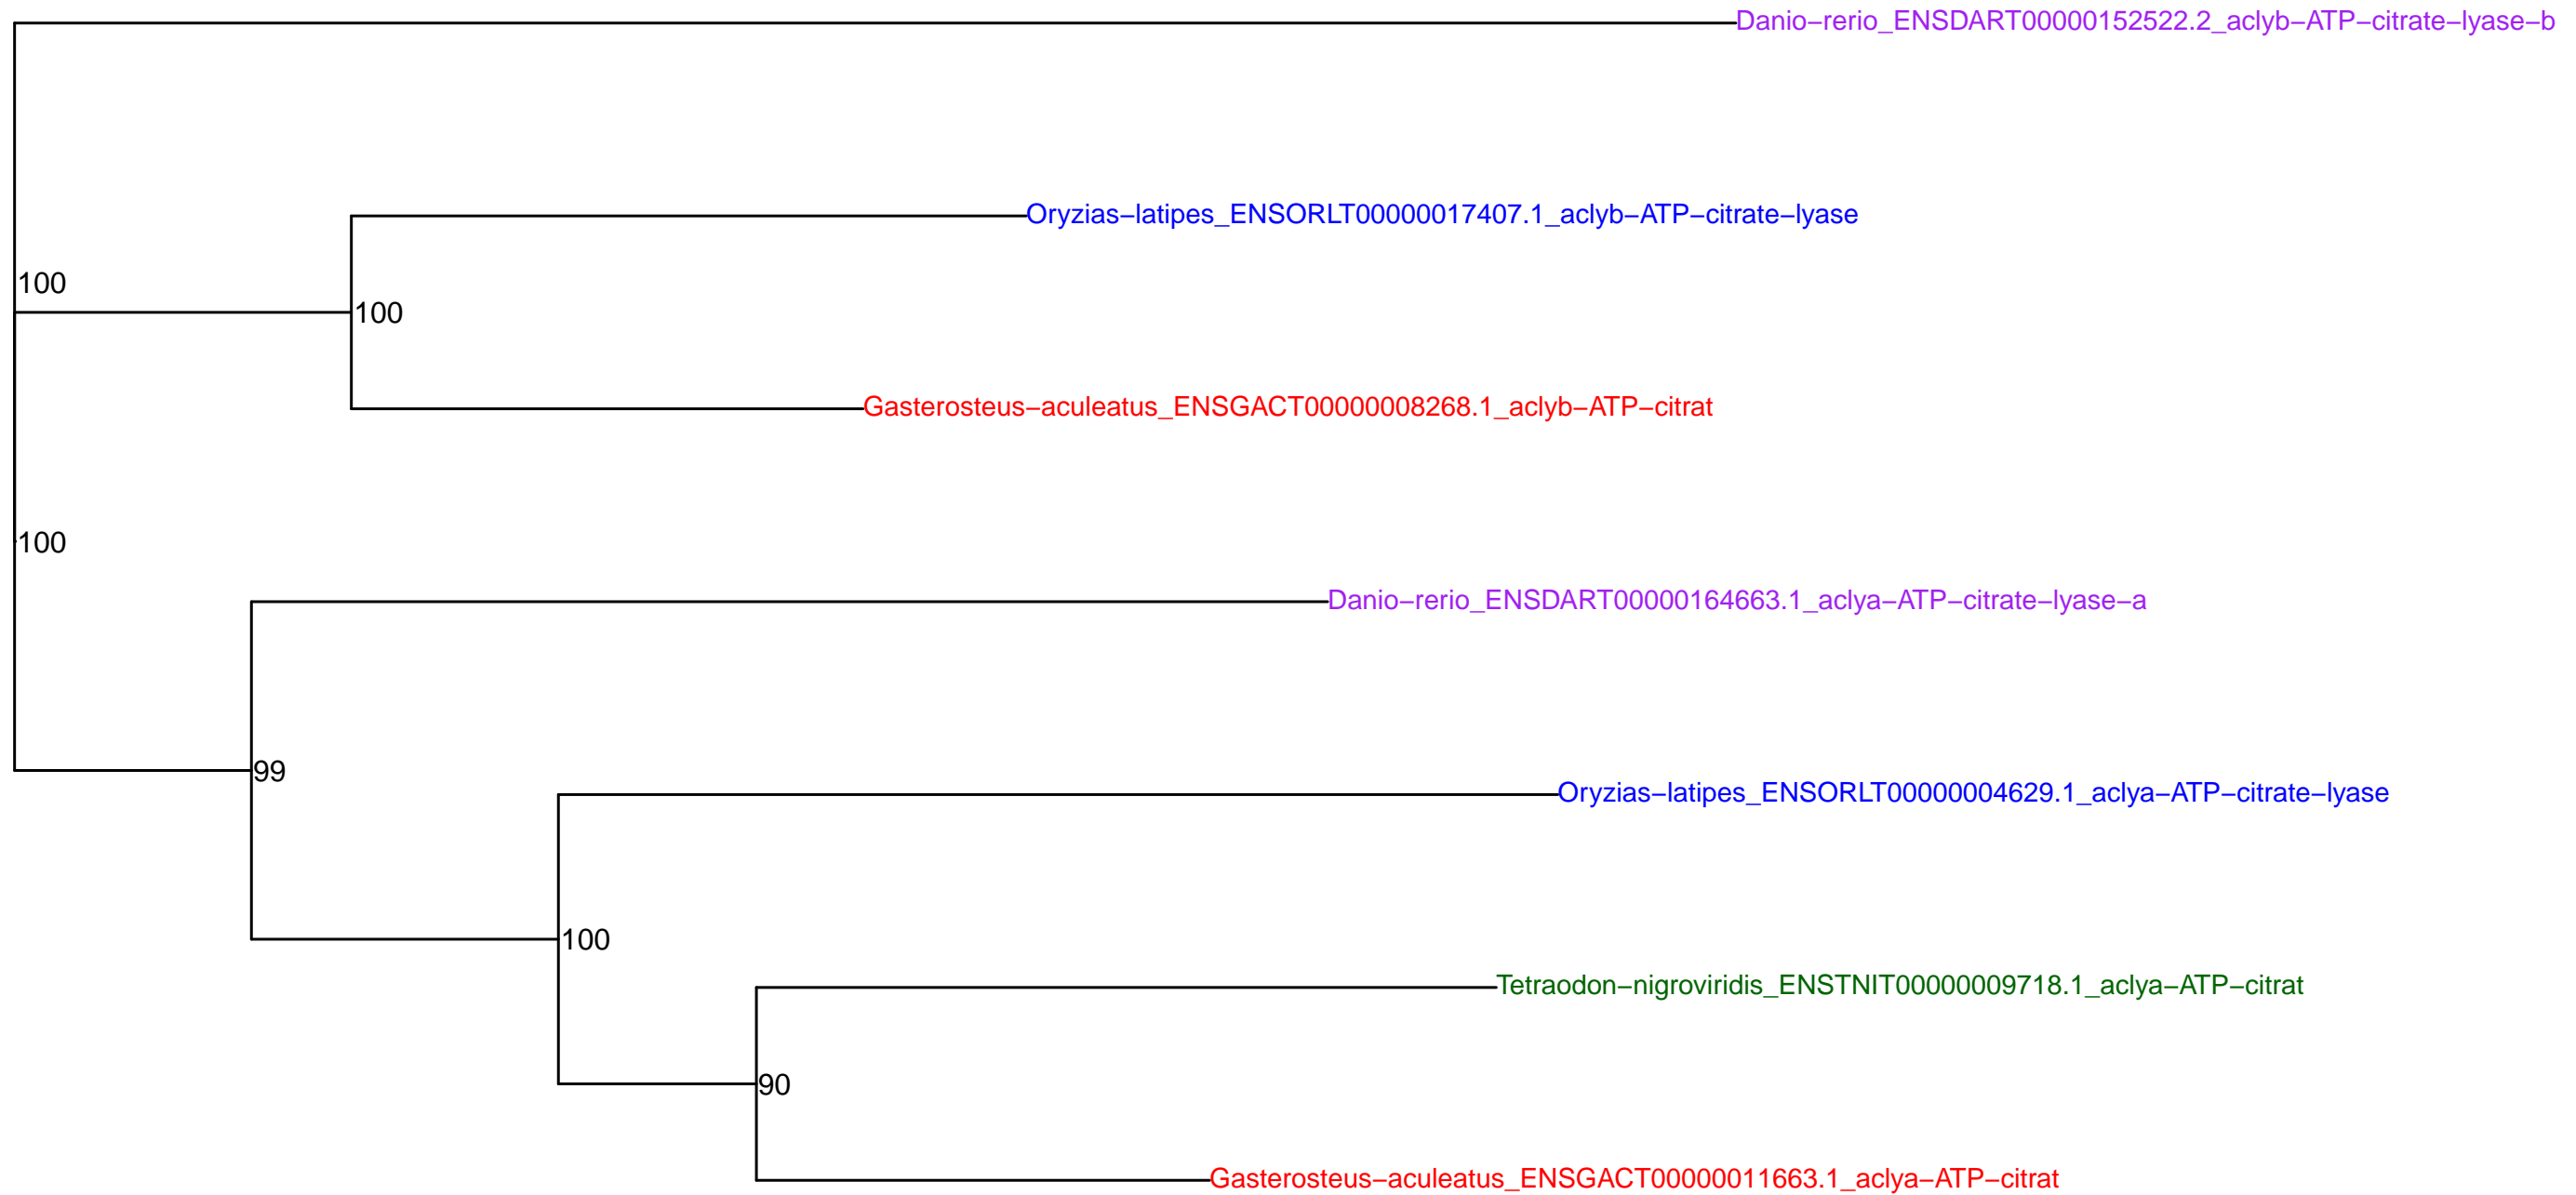 Danio−rerio_ENSDART00000152522.2_aclyb−ATP−citrate−lyase−b
Oryzias−latipes_ENSORLT00000017407.1_aclyb−ATP−citrate−lyase
100
100
Gasterosteus−aculeatus_ENSGACT00000008268.1_aclyb−ATP−citrat
100
Danio−rerio_ENSDART00000164663.1_aclya−ATP−citrate−lyase−a
99
Oryzias−latipes_ENSORLT00000004629.1_aclya−ATP−citrate−lyase
100
Tetraodon−nigroviridis_ENSTNIT00000009718.1_aclya−ATP−citrat
90
Gasterosteus−aculeatus_ENSGACT00000011663.1_aclya−ATP−citrat